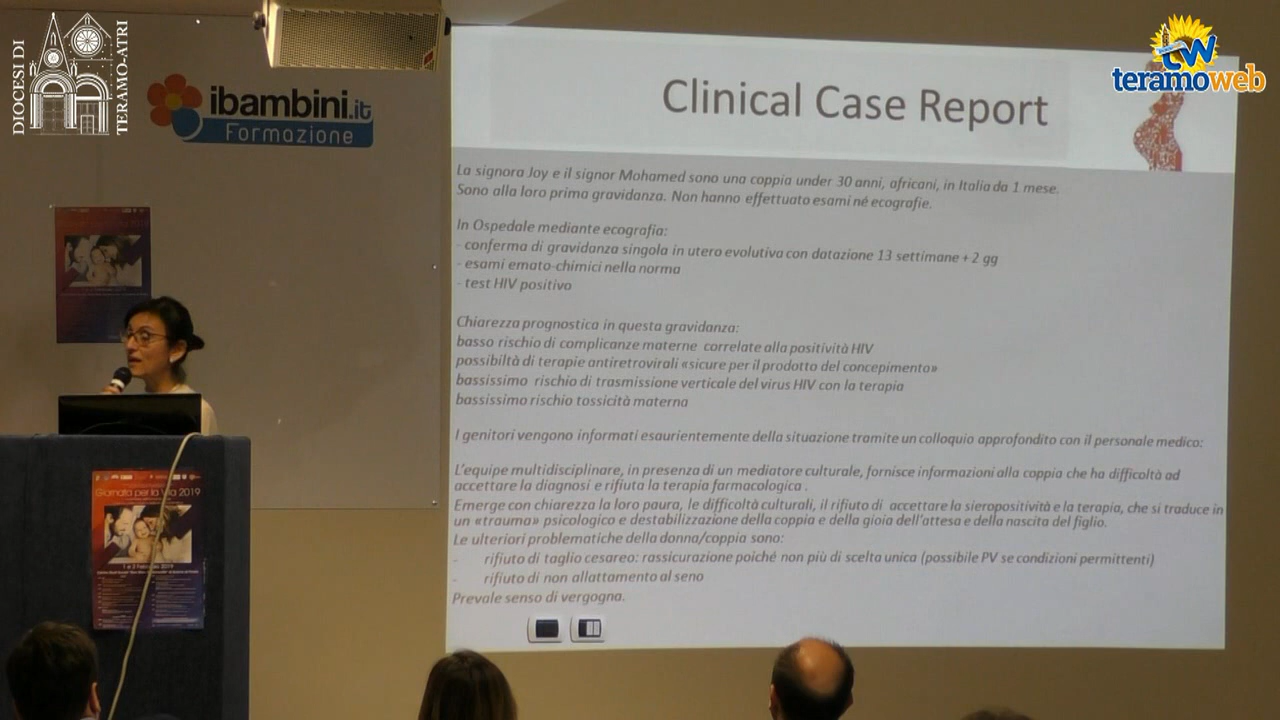 DIOCESI DI
TERAMO-ATRI
ibambini.it
Formazione
tw
teramoweb
Clinical Case Report
La signora Joy e il signor Mohamed sono una coppia under 30 anni, africani, in Italia da 1 mese.
Sono alla loro prima gravidanza. Non hanno effettuato esami né ecografie.
In Ospedale mediante ecografia:
- conferma di gravidanza singola in utero evolutiva con datazione 13 settimane + 2 gg
- esami emato-chimici nella norma
- test HIV positivo
Chiarezza prognostica in questa gravidanza:
basso rischio di complicanze materne correlate alla positività HIV
possibiltà di terapie antiretrovirali «sicure per il prodotto del concepimento»
bassissimo rischio di trasmissione verticale del virus HIV con la terapia
bassissimo rischio tossicità materna
I genitori vengono informati esaurientemente della situazione tramite un colloquio approfondito con il personale medico:
L'equipe multidisciplinare, in presenza di un mediatore culturale, fornisce informazioni alla coppia che ha difficoltà ad
accettare la diagnosi e rifiuta la terapia farmacologica .
Emerge con chiarezza la loro paura, le difficoltà culturali, il rifiuto di accettare la sieropositività e la terapia, che si traduce in
un «trauma» psicologico e destabilizzazione della coppia e della gioia dell'attesa e della nascita del figlio.
Le ulteriori problematiche della donna/coppia sono:
- rifiuto di taglio cesareo: rassicurazione poiché non più di scelta unica (possibile PV se condizioni permittenti)
- rifiuto di non allattamento al seno
Prevale senso di vergogna.
Giornata per la Vita 2019